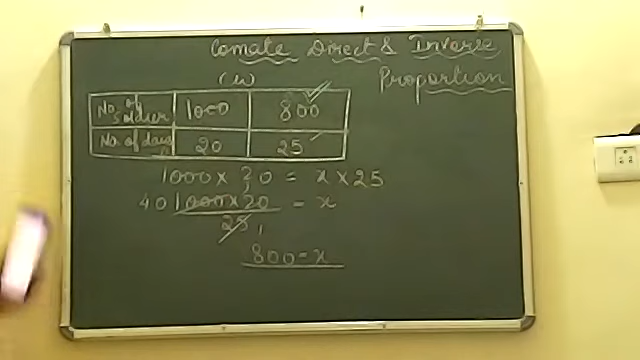 Comate Direct & Inverse
Proportion
No. of soldier 1000 800
No. of days 20 25
1000 x 20 = x x 25
40 1000 x 20 = x
25 1
800 = x